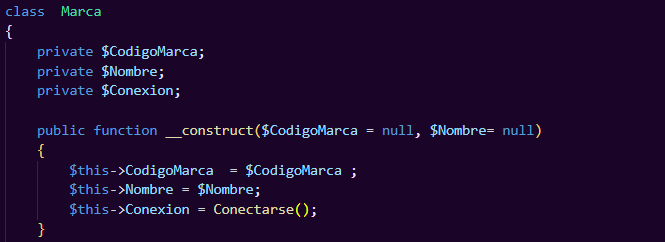 class  Marca
{
    private $CodigoMarca;
    private $Nombre;
    private $Conexion;

    public function __construct($CodigoMarca = null, $Nombre= null)
    {
        $this->CodigoMarca  = $CodigoMarca ;
        $this->Nombre = $Nombre;
        $this->Conexion = Conectarse();
    }